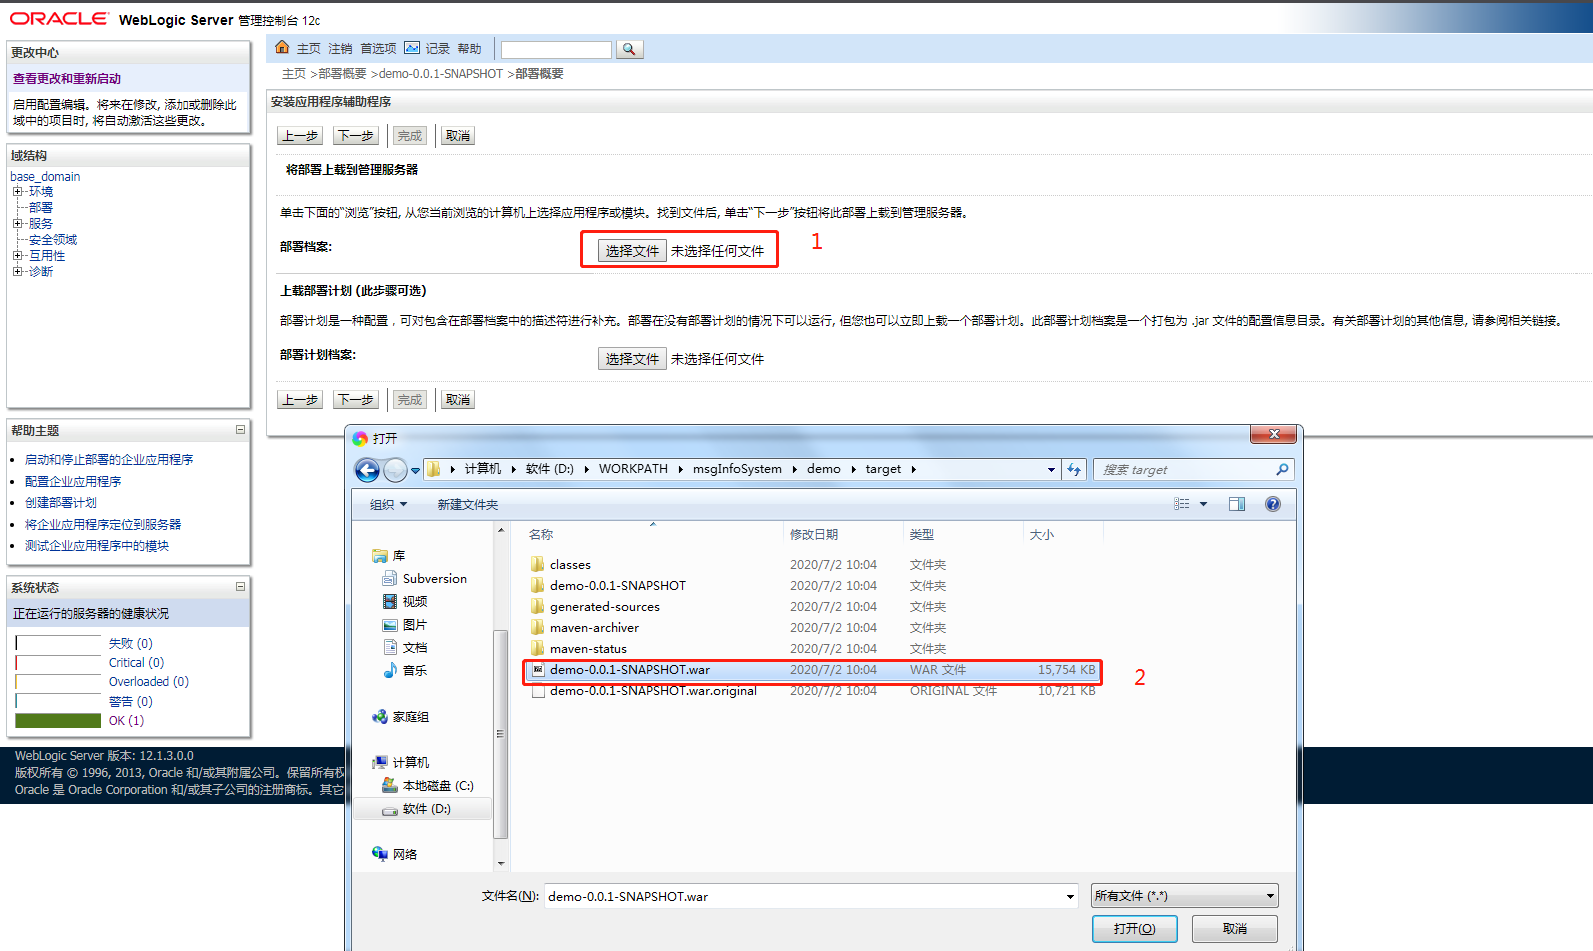 ORACLE WebLogic Server 管理控制台 12c
更改中心
查看更改和重新启动
启用配置编辑。将来在修改, 添加或删除此
域中的项目时, 将自动激活这些更改。
域结构
base_domain
环境
部署
服务
安全领域
互用性
诊断
帮助主题
启动和停止部署的企业应用程序
配置企业应用程序
创建部署计划
将企业应用程序定位到服务器
测试企业应用程序中的模块
系统状态
正在运行的服务器的健康状况
失败 (0)
Critical (0)
Overloaded (0)
警告 (0)
OK (1)
主页 注销 首选项 记录 帮助
主页 >部署概要 >demo-0.0.1-SNAPSHOT >部署概要
安装应用程序辅助程序
上一步 下一步 完成 取消
将部署上载到管理服务器
单击下面的“浏览”按钮, 从您当前浏览的计算机上选择应用程序或模块。找到文件后, 单击“下一步”按钮将此部署上载到管理服务器。
部署档案: 选择文件 未选择任何文件 1
上载部署计划 (此步骤可选)
部署计划是一种配置，可对包含在部署档案中的描述符进行补充。部署在没有部署计划的情况下可以运行, 但您也可以立即上载一个部署计划。此部署计划档案是一个打包为 .jar 文件的配置信息目录。有关部署计划的其他信息, 请参阅相关链接。
部署计划档案: 选择文件 未选择任何文件
上一步 下一步 完成 取消
打开
计算机 软件 (D:) WORKPATH msgInfoSystem demo target 搜索 target
组织 新建文件夹
库
Subversion
视频
图片
文档
音乐
家庭组
计算机
本地磁盘 (C:)
软件 (D:)
网络
名称 修改日期 类型 大小
classes 2020/7/2 10:04 文件夹
demo-0.0.1-SNAPSHOT 2020/7/2 10:04 文件夹
generated-sources 2020/7/2 10:04 文件夹
maven-archiver 2020/7/2 10:04 文件夹
maven-status 2020/7/2 10:04 文件夹
demo-0.0.1-SNAPSHOT.war 2020/7/2 10:04 WAR 文件 15,754 KB 2
demo-0.0.1-SNAPSHOT.war.original 2020/7/2 10:04 ORIGINAL 文件 10,721 KB
文件名(N): demo-0.0.1-SNAPSHOT.war 所有文件 (*.*)
打开(O) 取消
WebLogic Server 版本: 12.1.3.0.0
版权所有 © 1996, 2013, Oracle 和/或其附属公司。保留所有权
Oracle 是 Oracle Corporation 和/或其子公司的注册商标。其它